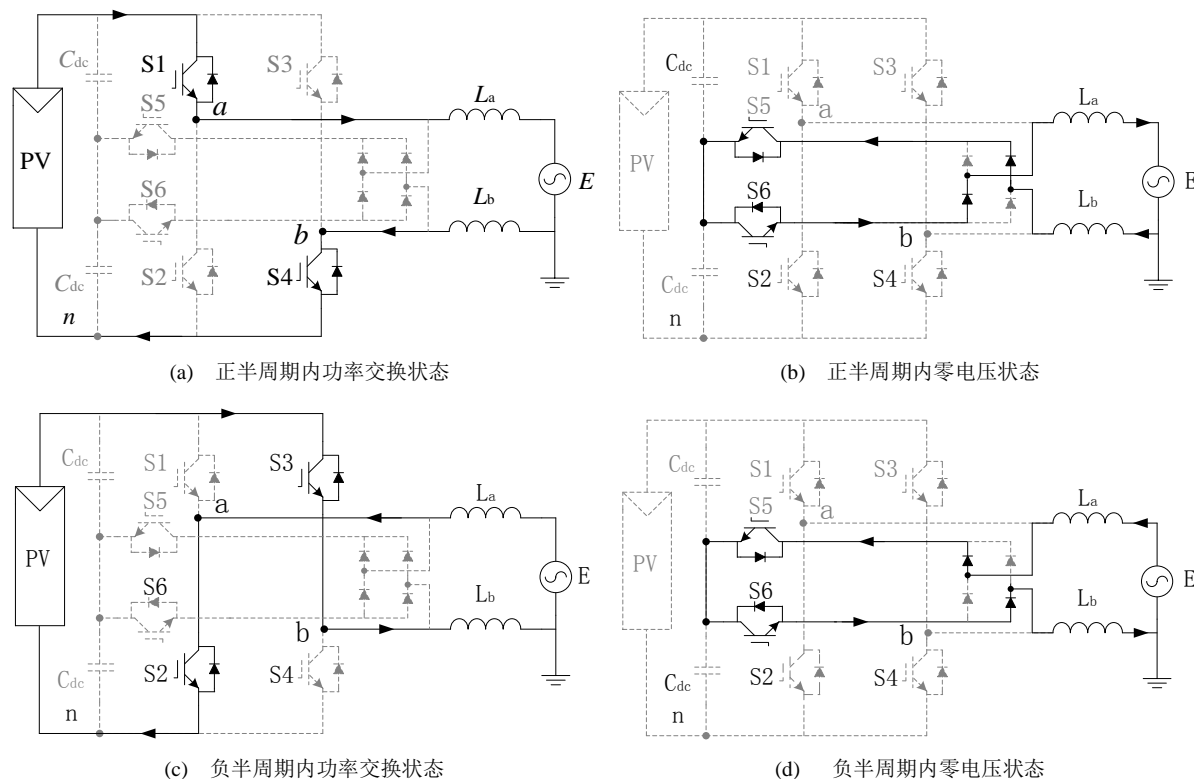 Cdc
S1
S3
a
La
S5
PV
E
S6
Lb
b
Cdc
S2
S4
n
(a) 正半周期内功率交换状态
Cdc
S1
S3
La
a
S5
PV
E
S6
Lb
b
Cdc
S2
S4
n
(b) 正半周期内零电压状态
Cdc
S1
S3
La
a
S5
PV
E
S6
Lb
b
Cdc
S2
S4
n
(c) 负半周期内功率交换状态
Cdc
S1
S3
La
S5
a
PV
E
S6
Lb
b
Cdc
S2
S4
n
(d) 负半周期内零电压状态